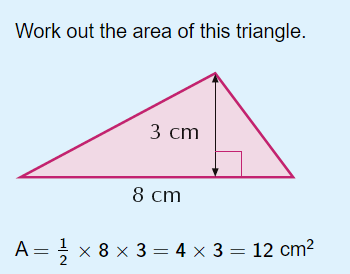 Work out the area of this triangle.
3 cm
8 cm
A = ½ × 8 × 3 = 4 × 3 = 12 cm²